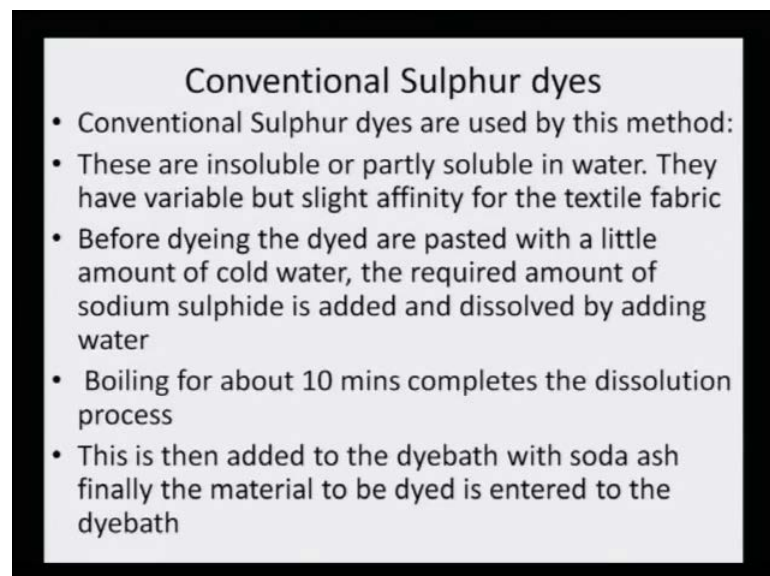 Conventional Sulphur dyes
• Conventional Sulphur dyes are used by this method:
• These are insoluble or partly soluble in water. They
have variable but slight affinity for the textile fabric
• Before dyeing the dyed are pasted with a little
amount of cold water, the required amount of
sodium sulphide is added and dissolved by adding
water
• Boiling for about 10 mins completes the dissolution
process
• This is then added to the dyebath with soda ash
finally the material to be dyed is entered to the
dyebath